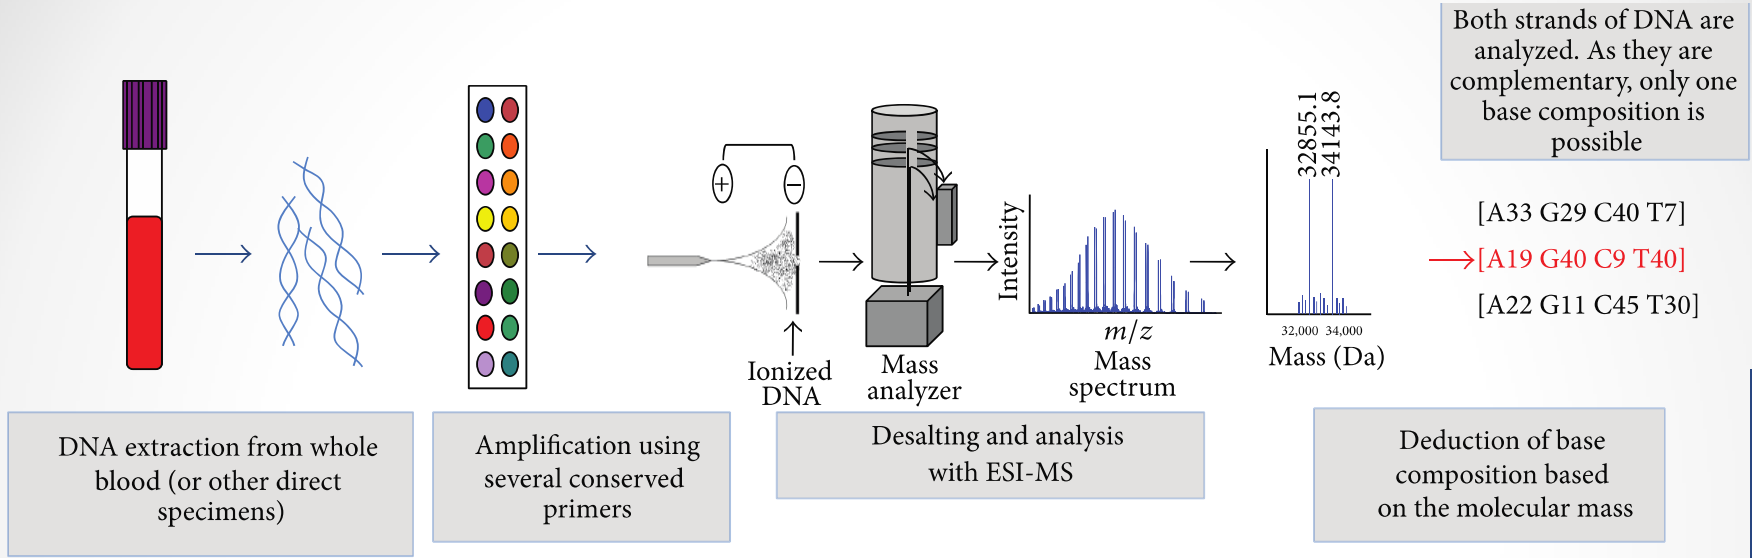 Both strands of DNA are
analyzed. As they are
complementary, only one
base composition is
possible
+
−
Intensity
m/z
Mass
spectrum
Ionized
DNA
Mass
analyzer
32855.1
34143.8
32,000 34,000
Mass (Da)
[A33 G29 C40 T7]
[A19 G40 C9 T40]
[A22 G11 C45 T30]
DNA extraction from whole
blood (or other direct
specimens)
Amplification using
several conserved
primers
Desalting and analysis
with ESI-MS
Deduction of base
composition based
on the molecular mass